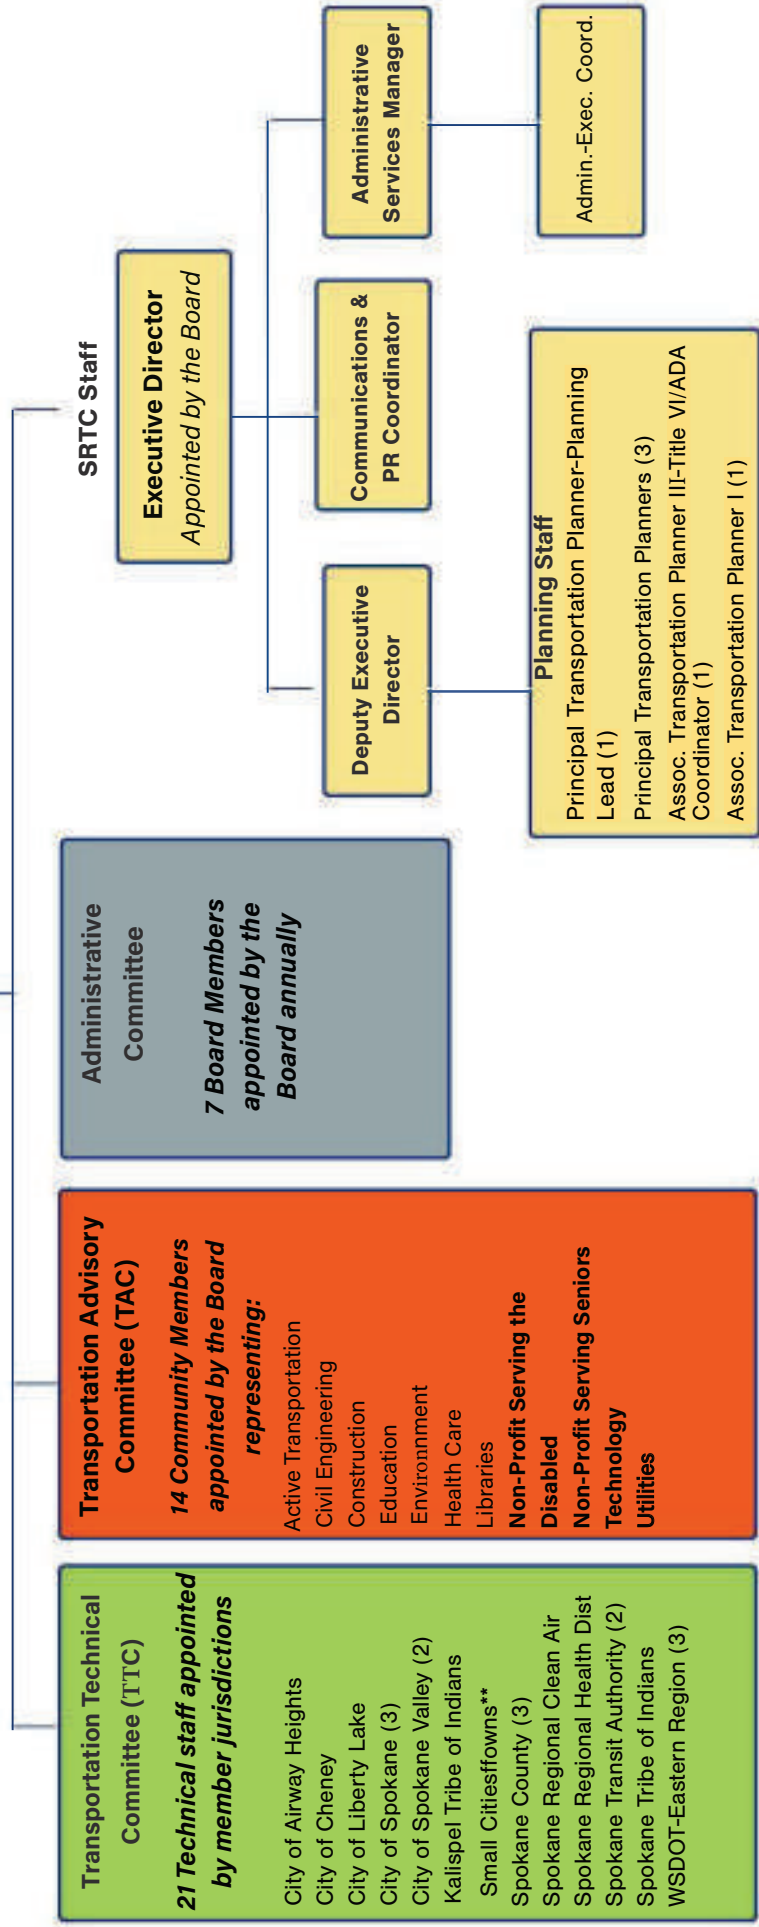 Transportation Technical
Committee (TTC)
21 Technical staff appointed
by member jurisdictions
City of Airway Heights
City of Cheney
City of Liberty Lake
City of Spokane (3)
City of Spokane Valley (2)
Kalispel Tribe of Indians
Small Citiesffowns**
Spokane County (3)
Spokane Regional Clean Air
Spokane Regional Health Dist
Spokane Transit Authority (2)
Spokane Tribe of Indians
WSDOT-Eastern Region (3)
Transportation Advisory
Committee (TAC)
14 Community Members
appointed by the Board
representing:
Active Transportation
Civil Engineering
Construction
Education
Environment
Health Care
Libraries
Non-Profit Serving the
Disabled
Non-Profit Serving Seniors
Technology
Utilities
Administrative
Committee
7 Board Members
appointed by the
Board annually
SRTC Staff
Executive Director
Appointed by the Board
Deputy Executive
Director
Communications &
PR Coordinator
Administrative
Services Manager
Planning Staff
Principal Transportation Planner-Planning
Lead (1)
Principal Transportation Planners (3)
Assoc. Transportation Planner III-Title VI/ADA
Coordinator (1)
Assoc. Transportation Planner I (1)
Admin.-Exec. Coord.